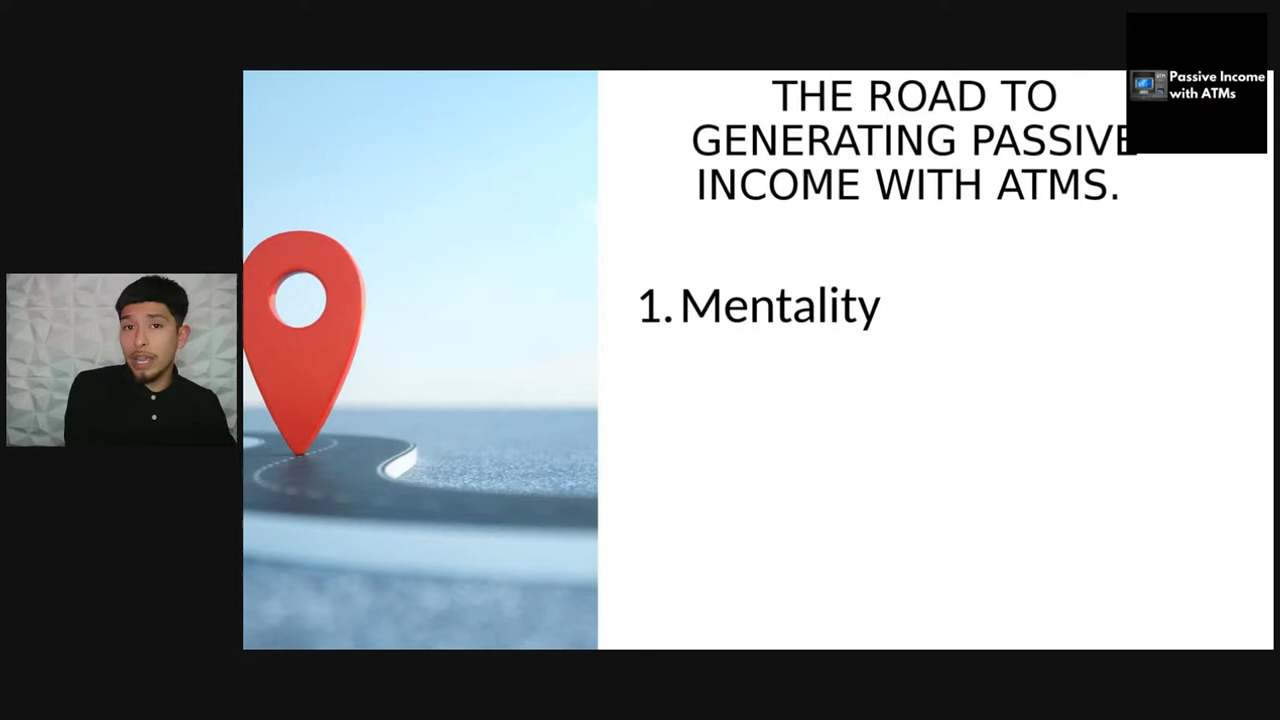 THE ROAD TO
GENERATING PASSIVE
INCOME WITH ATMS.
Passive Income
with ATMs
1. Mentality